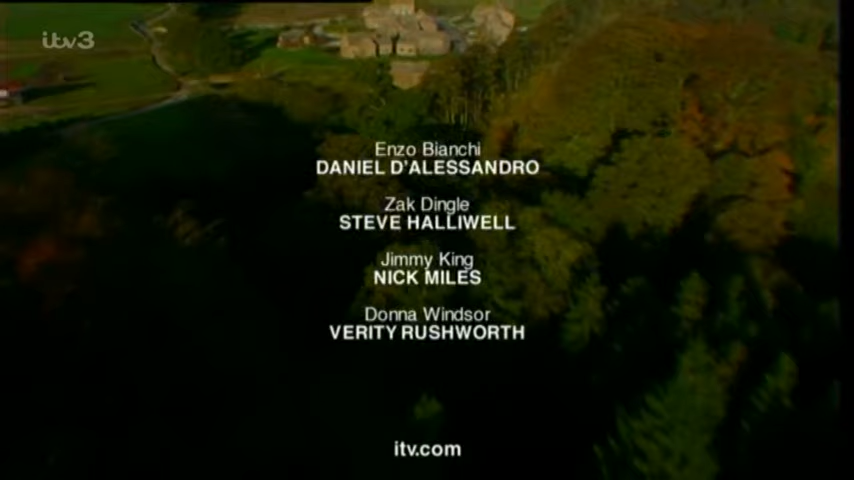 itv3
Enzo Bianchi
DANIEL D'ALESSANDRO
Zak Dingle
STEVE HALLIWELL
Jimmy King
NICK MILES
Donna Windsor
VERITY RUSHWORTH
itv.com